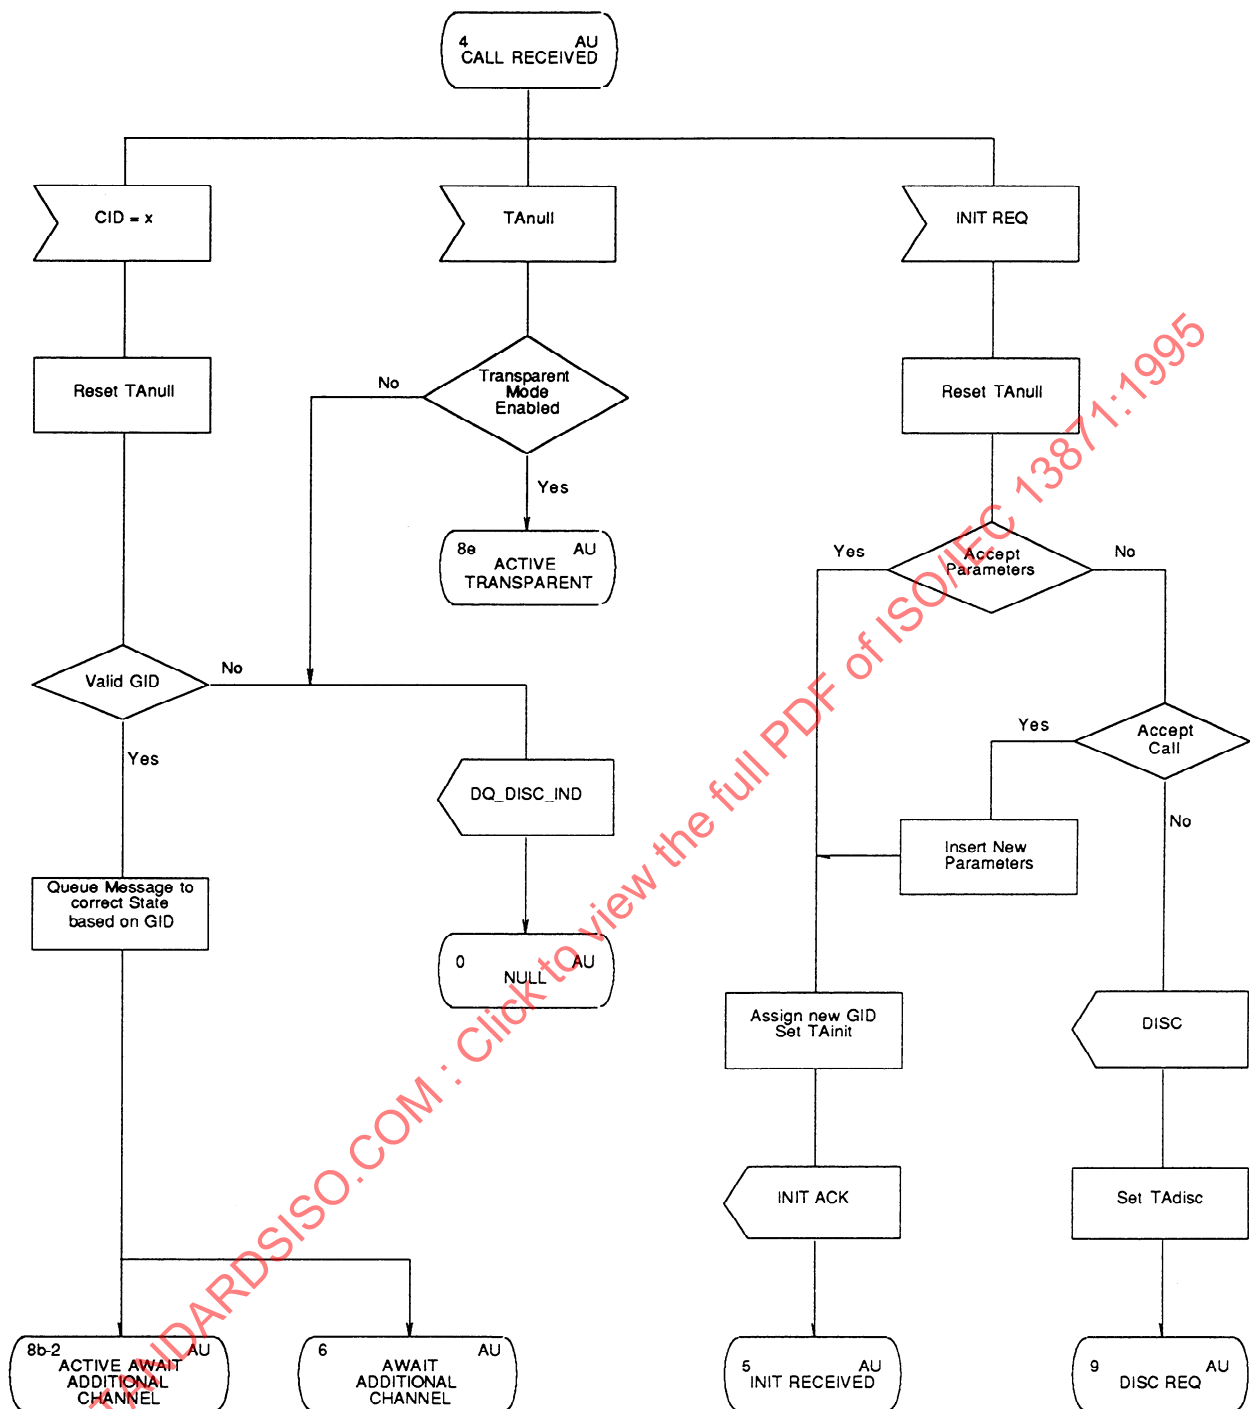 4 AU
CALL RECEIVED
CID = x
TAnull
INIT REQ
Reset TAnull
No
Transparent
Mode
Enabled
Reset TAnull
Yes
8e AU
ACTIVE
TRANSPARENT
Yes
Accept
Parameters
No
Valid GID
No
Yes
Yes
Accept
Call
DQ_DISC_IND
No
Insert New
Parameters
Queue Message to
correct State
based on GID
0 AU
NULL
Assign new GID
Set TAinit
DISC
INIT ACK
Set TAdisc
8b-2 AU
ACTIVE AWAIT
ADDITIONAL
CHANNEL
6 AU
AWAIT
ADDITIONAL
CHANNEL
5 AU
INIT RECEIVED
9 AU
DISC REQ
TANDARDSISO.COM : Click to view the full PDF of ISO/IEC 13871:1995